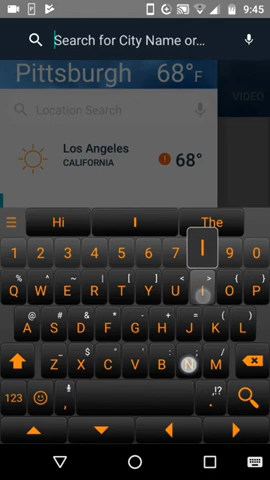 9:45
Search for City Name or...
Pittsburgh 68°F
VIDEO
Location Search
Los Angeles
CALIFORNIA
68°
Hi I The
1 2 3 4 5 6 7 I 9 0
% ^ ~ | [ ] < > { }
Q W E R T Y U I O P
@ # & * - + = ( )
A S D F G H J K L
_ $ " ' : ; /
Z X C V B N M
123 , .,!?